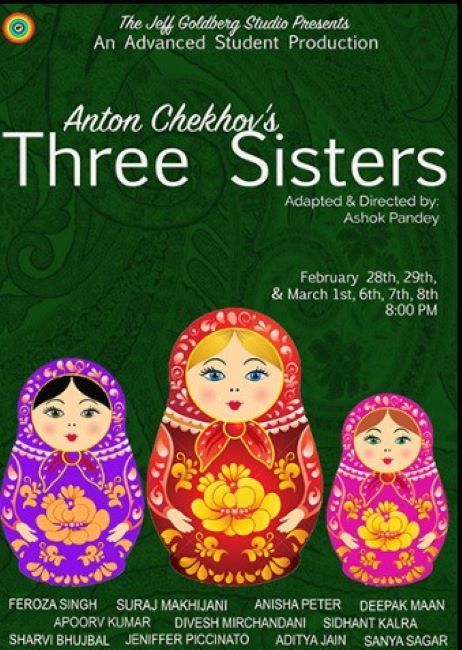 The Jeff Goldberg Studio Presents
An Advanced Student Production
Anton Chekhov's
Three Sisters
Adapted & Directed by:
Ashok Pandey
February 28th, 29th,
& March 1st, 6th, 7th, 8th
8:00 PM
FEROZA SINGH SURAJ MAKHIJANI ANISHA PETER DEEPAK MAAN
APOORV KUMAR DIVESH MIRCHANDANI SIDHANT KALRA
SHARVI BHUJBAL JENIFFER PICCINATO ADITYA JAIN SANYA SAGAR